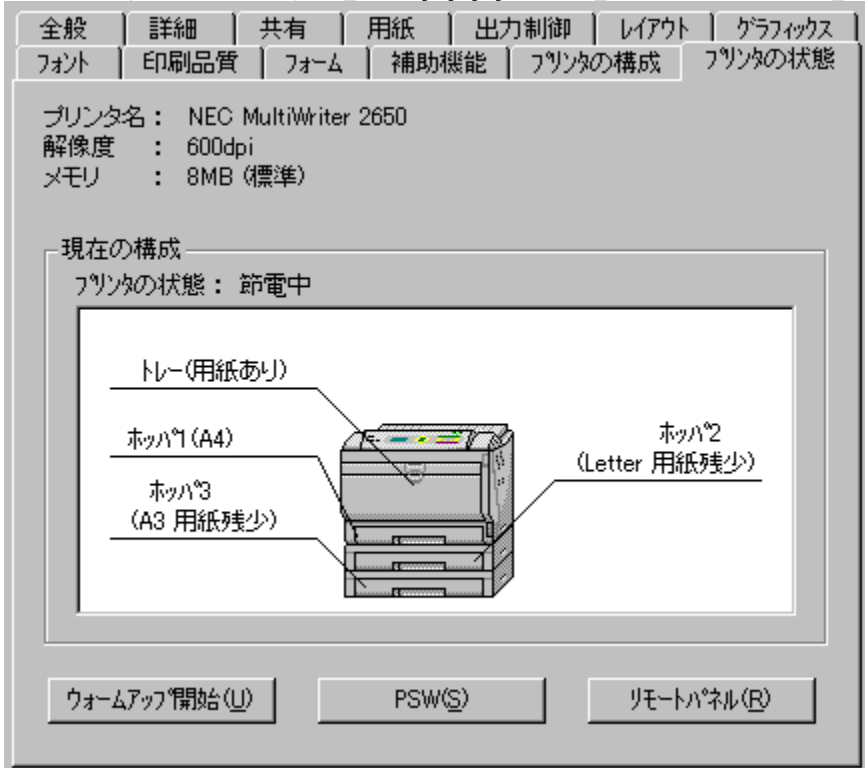 全般 詳細 共有 用紙 出力制御 ﾚｲｱｳﾄ ｸﾞﾗﾌｨｯｸｽ
ﾌｫﾝﾄ 印刷品質 ﾌｫｰﾑ 補助機能 ﾌﾟﾘﾝﾀの構成 ﾌﾟﾘﾝﾀの状態
プリンタ名： NEC MultiWriter 2650
解像度 ： 600dpi
メモリ ： 8MB (標準)
現在の構成
ﾌﾟﾘﾝﾀの状態： 節電中
ﾄﾚｰ(用紙あり)
ﾎｯﾊﾟ1(A4)
ﾎｯﾊﾟ2
(Letter 用紙残少)
ﾎｯﾊﾟ3
(A3 用紙残少)
ｳｫｰﾑｱｯﾌﾟ開始(U) PSW(S) ﾘﾓｰﾄﾊﾟﾈﾙ(R)